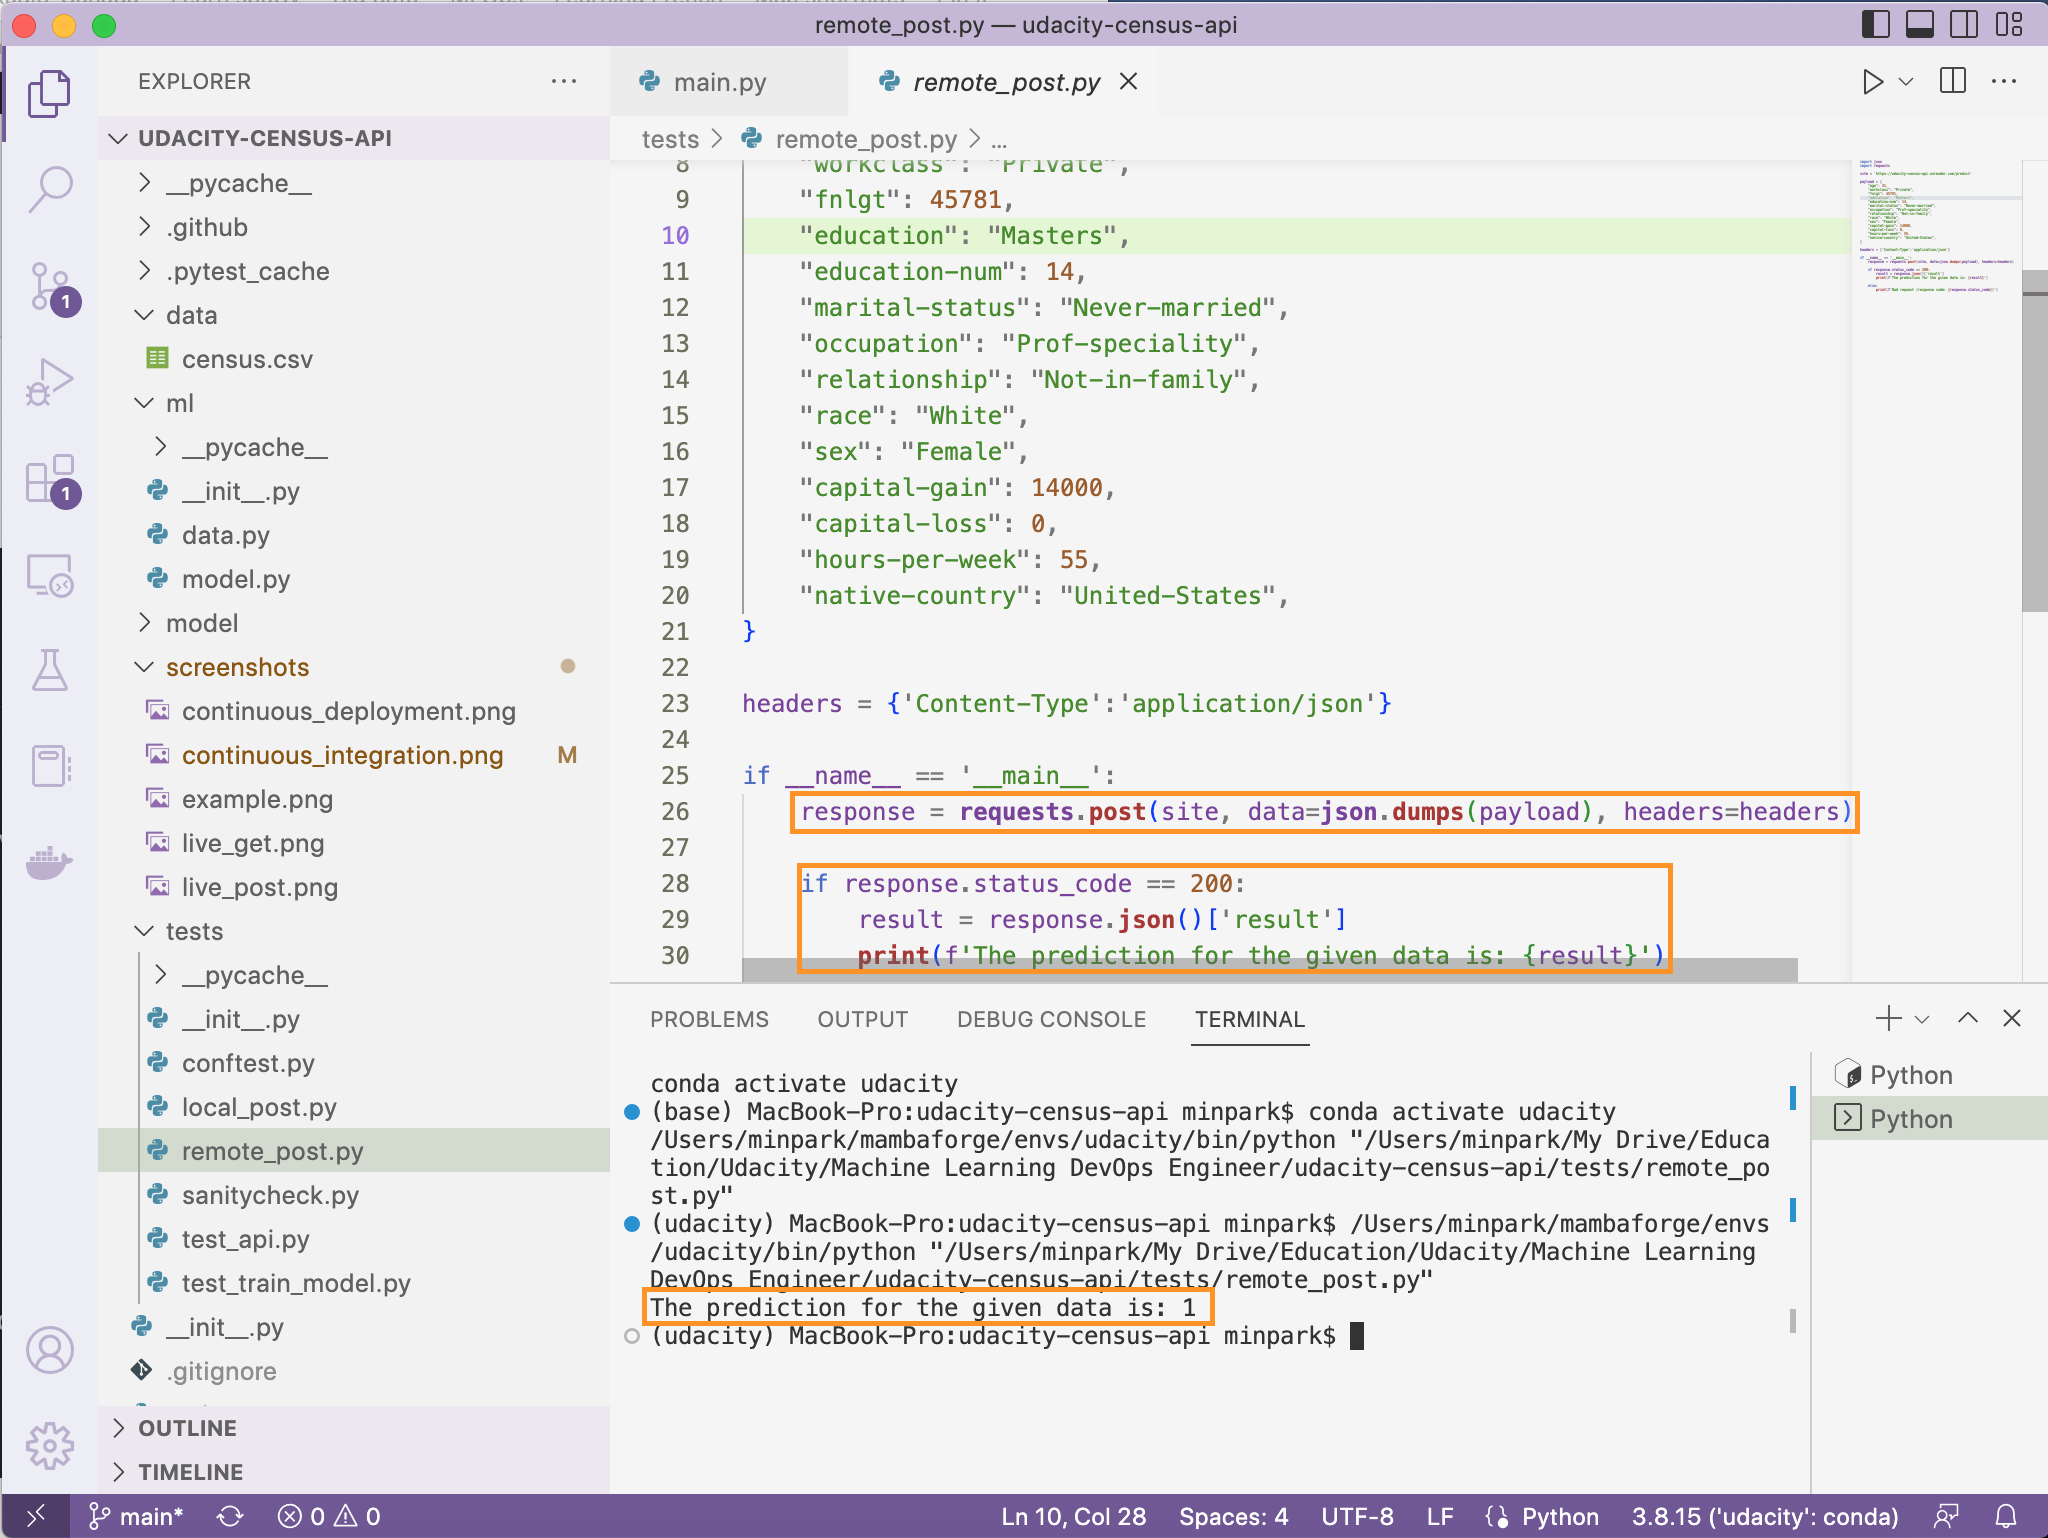 remote_post.py — udacity-census-api
EXPLORER
UDACITY-CENSUS-API
__pycache__
.github
.pytest_cache
data
census.csv
ml
__pycache__
__init__.py
data.py
model.py
model
screenshots
continuous_deployment.png
continuous_integration.png M
example.png
live_get.png
live_post.png
tests
__pycache__
__init__.py
conftest.py
local_post.py
remote_post.py
sanitycheck.py
test_api.py
test_train_model.py
__init__.py
.gitignore
OUTLINE
TIMELINE
1
1
main.py
remote_post.py
tests > remote_post.py > ...
8 "workclass": "Private",
9 "fnlgt": 45781,
10 "education": "Masters",
11 "education-num": 14,
12 "marital-status": "Never-married",
13 "occupation": "Prof-speciality",
14 "relationship": "Not-in-family",
15 "race": "White",
16 "sex": "Female",
17 "capital-gain": 14000,
18 "capital-loss": 0,
19 "hours-per-week": 55,
20 "native-country": "United-States",
21 }
22
23 headers = {'Content-Type':'application/json'}
24
25 if __name__ == '__main__':
26 response = requests.post(site, data=json.dumps(payload), headers=headers)
27
28 if response.status_code == 200:
29 result = response.json()['result']
30 print(f'The prediction for the given data is: {result}')
PROBLEMS OUTPUT DEBUG CONSOLE TERMINAL
conda activate udacity
(base) MacBook-Pro:udacity-census-api minpark$ conda activate udacity
/Users/minpark/mambaforge/envs/udacity/bin/python "/Users/minpark/My Drive/Educa
tion/Udacity/Machine Learning DevOps Engineer/udacity-census-api/tests/remote_po
st.py"
(udacity) MacBook-Pro:udacity-census-api minpark$ /Users/minpark/mambaforge/envs
/udacity/bin/python "/Users/minpark/My Drive/Education/Udacity/Machine Learning
DevOps Engineer/udacity-census-api/tests/remote_post.py"
The prediction for the given data is: 1
(udacity) MacBook-Pro:udacity-census-api minpark$
Python
Python
main* 0 0 Ln 10, Col 28 Spaces: 4 UTF-8 LF Python 3.8.15 ('udacity': conda)